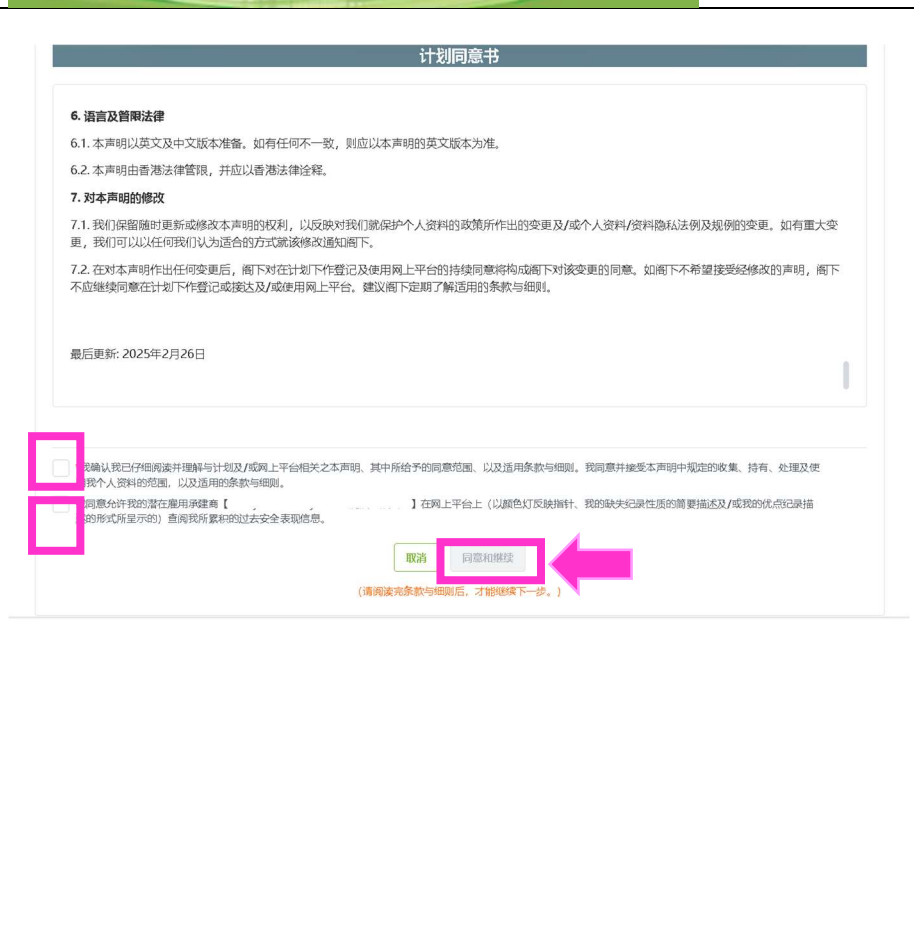 计划同意书
6. 语言及管限法律
6.1. 本声明以英文及中文版本准备。如有任何不一致，则应以本声明的英文版本为准。
6.2. 本声明由香港法律管限，并应以香港法律诠释。
7. 对本声明的修改
7.1. 我们保留随时更新或修改本声明的权利，以反映对我们就保护个人资料的政策所作出的变更及/或个人资料/资料隐私法例及规例的变更。如有重大变
更，我们可以以任何我们认为适合的方式就该修改通知阁下。
7.2. 在对本声明作出任何变更后，阁下对在计划下作登记及使用网上平台的持续同意将构成阁下对该变更的同意。如阁下不希望接受经修改的声明，阁下
不应继续同意在计划下作登记或接达及/或使用网上平台。建议阁下定期了解适用的条款与细则。
最后更新: 2025年2月26日
确认我已仔细阅读并理解与计划及/或网上平台相关之本声明、其中所给予的同意范围、以及适用条款与细则。我同意并接受本声明中规定的收集、持有、处理及使
我个人资料的范围，以及适用的条款与细则。
同意允许我的潜在雇用承建商【 】在网上平台上（以颜色灯反映指针、我的缺失纪录性质的简要描述及/或我的优点纪录描
的形式所显示的）查阅我所累积的过去安全表现信息。
取消 同意和继续
(请阅读完条款与细则后，才能继续下一步。)